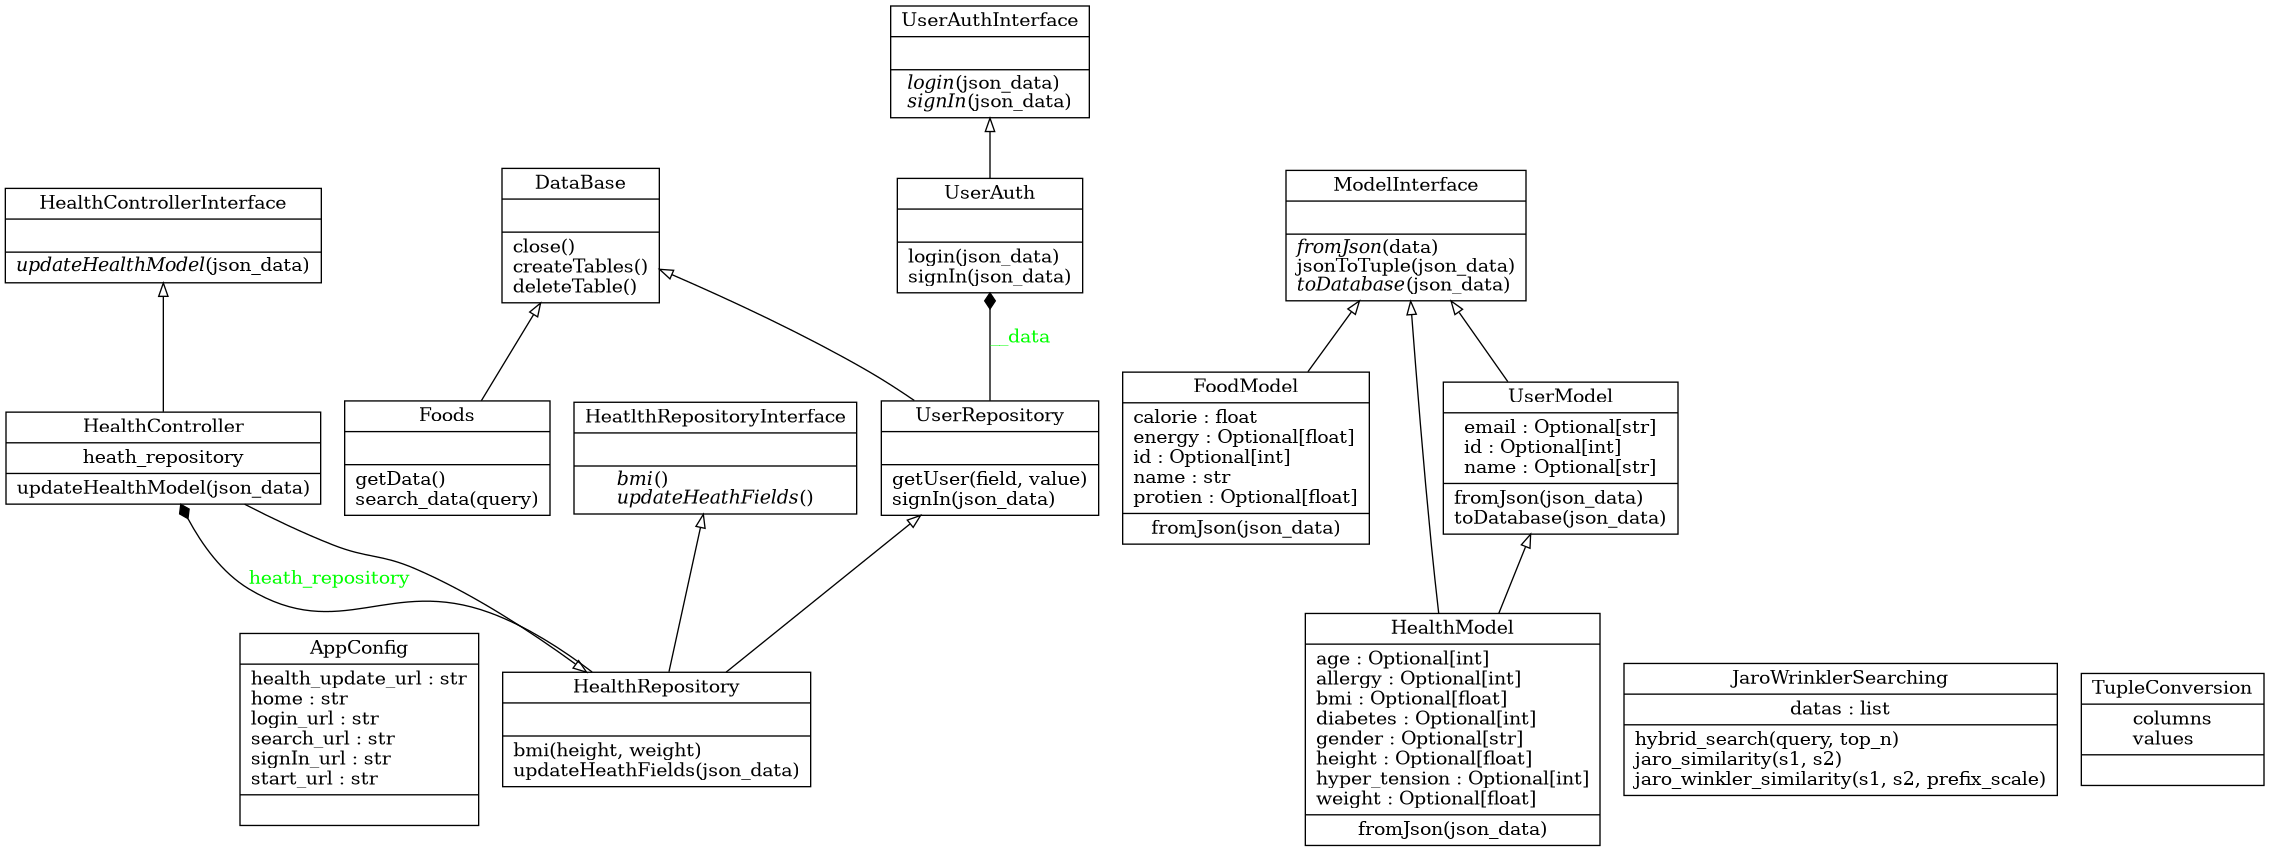 UserAuthInterface
login(json_data)
signIn(json_data)
HealthControllerInterface
updateHealthModel(json_data)
DataBase
close()
createTables()
deleteTable()
UserAuth
login(json_data)
signIn(json_data)
ModelInterface
fromJson(data)
jsonToTuple(json_data)
toDatabase(json_data)
__data
HealthController
heath_repository
updateHealthModel(json_data)
Foods
getData()
search_data(query)
HeatlthRepositoryInterface
bmi()
updateHeathFields()
UserRepository
getUser(field, value)
signIn(json_data)
FoodModel
calorie : float
energy : Optional[float]
id : Optional[int]
name : str
protien : Optional[float]
fromJson(json_data)
UserModel
email : Optional[str]
id : Optional[int]
name : Optional[str]
fromJson(json_data)
toDatabase(json_data)
heath_repository
AppConfig
health_update_url : str
home : str
login_url : str
search_url : str
signIn_url : str
start_url : str
HealthRepository
bmi(height, weight)
updateHeathFields(json_data)
HealthModel
age : Optional[int]
allergy : Optional[int]
bmi : Optional[float]
diabetes : Optional[int]
gender : Optional[str]
height : Optional[float]
hyper_tension : Optional[int]
weight : Optional[float]
fromJson(json_data)
JaroWrinklerSearching
datas : list
hybrid_search(query, top_n)
jaro_similarity(s1, s2)
jaro_winkler_similarity(s1, s2, prefix_scale)
TupleConversion
columns
values